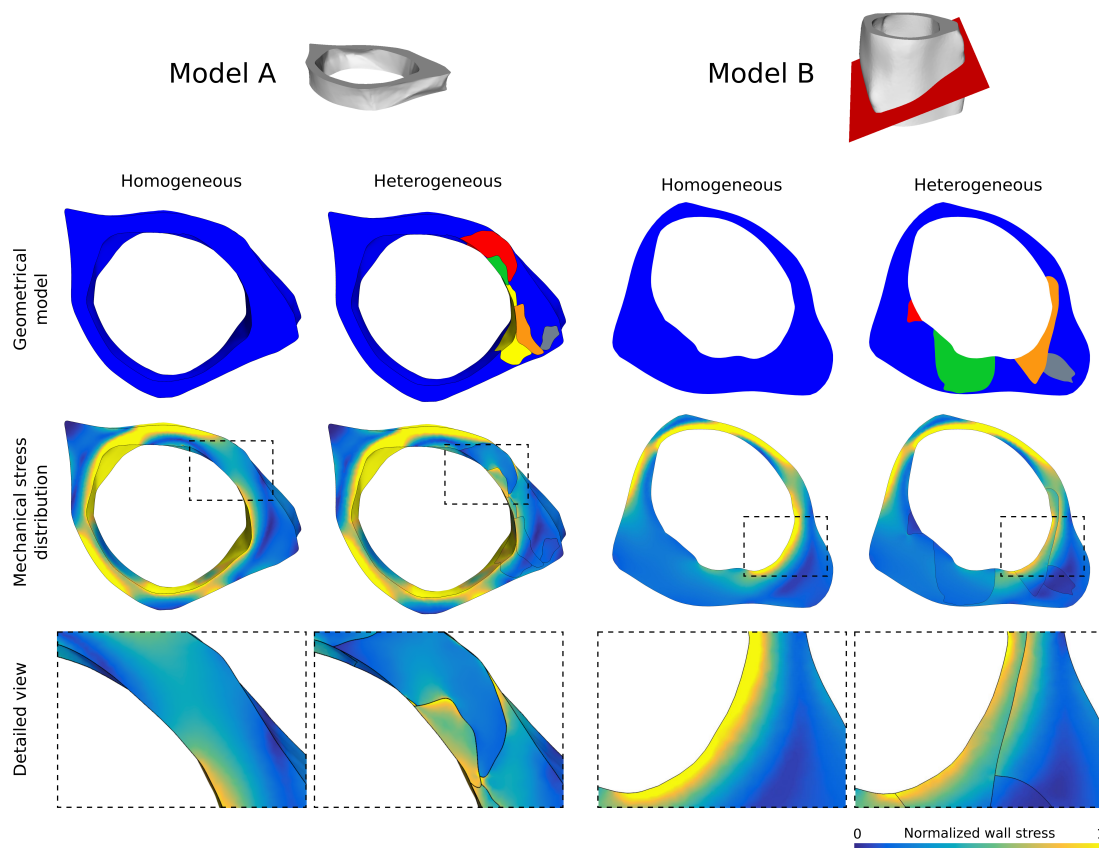 Model A
Model B
Homogeneous
Heterogeneous
Homogeneous
Heterogeneous
Geometrical
model
Mechanical stress
distribution
Detailed view
0
Normalized wall stress